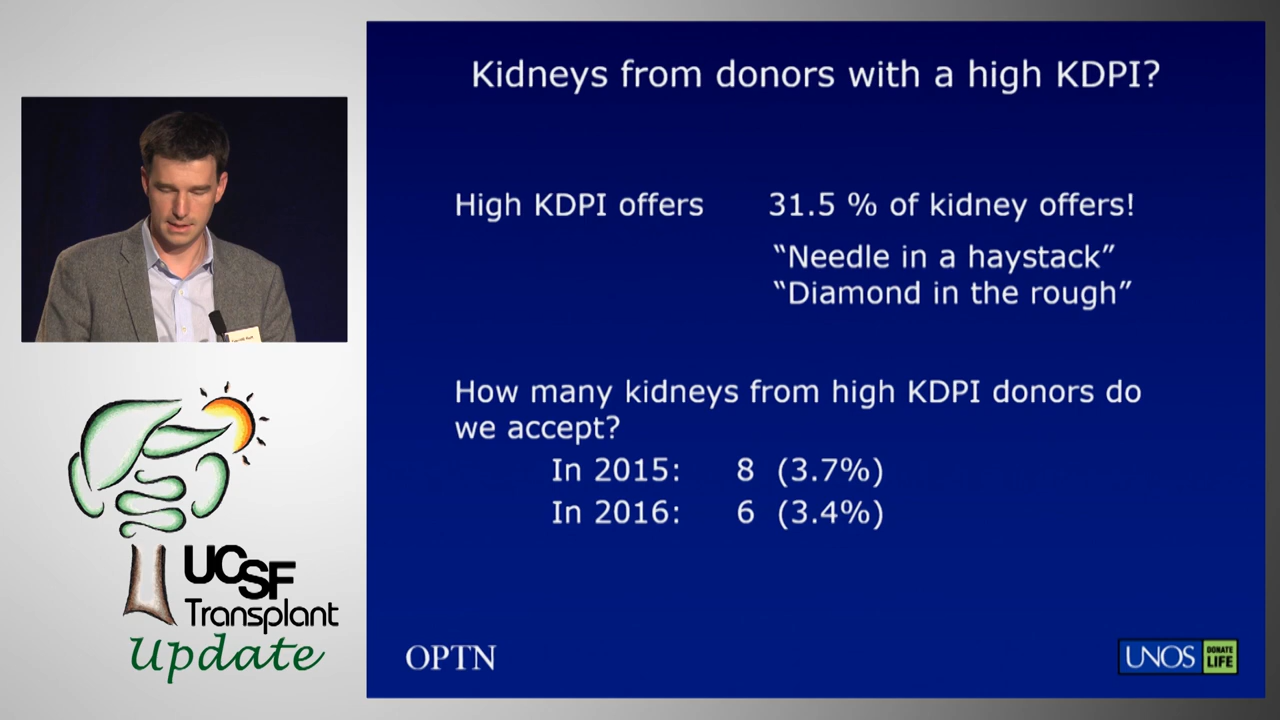 Kidneys from donors with a high KDPI?
High KDPI offers 31.5 % of kidney offers!
“Needle in a haystack”
“Diamond in the rough”
How many kidneys from high KDPI donors do
we accept?
In 2015: 8 (3.7%)
In 2016: 6 (3.4%)
UCSF
Transplant
Update
OPTN
UNOS
DONATE
LIFE